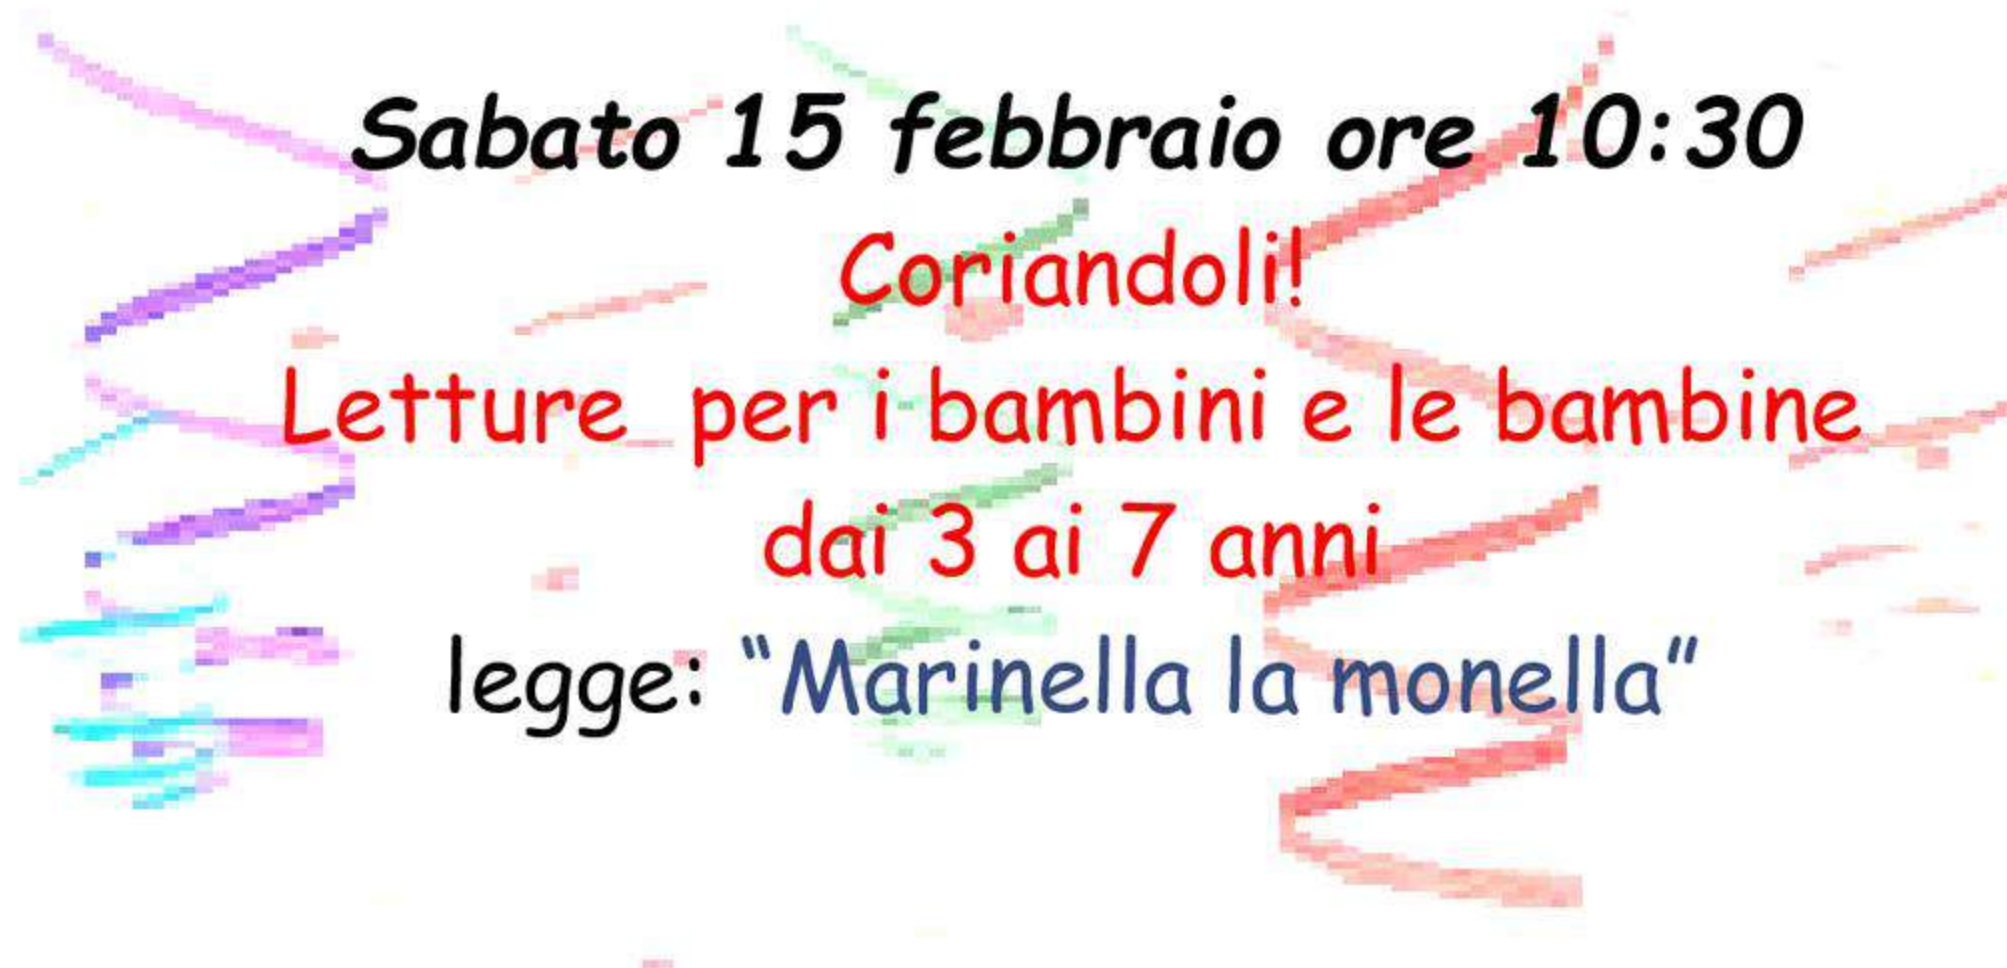 Sabato 15 febbraio ore 10:30
Coriandoli!
Letture per i bambini e le bambine
dai 3 ai 7 anni
legge: “Marinella la monella”